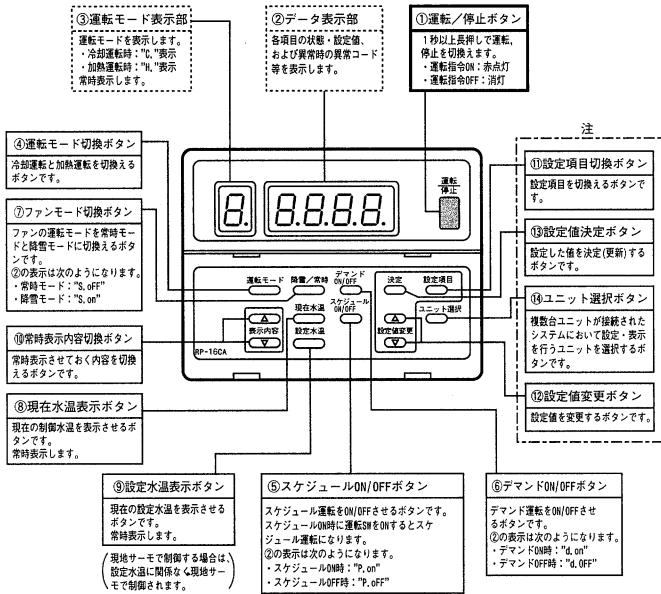 ③運転モード表示部
運転モードを表示します。
・冷却運転時："C."表示
・加熱運転時："H."表示
常時表示します。
②データ表示部
各項目の状態・設定値、
および異常時の異常コード
等を表示します。
①運転／停止ボタン
1秒以上長押しで運転、
停止を切換えます。
・運転指令ON：赤点灯
・運転指令OFF：消灯
④運転モード切換ボタン
冷却運転と加熱運転を切換える
ボタンです。
⑦ファンモード切換ボタン
ファンの運転モードを常時モー
ドと降雪モードに切換えるボタ
ンです。
②の表示は次のようになります。
・常時モード："S.oFF"
・降雪モード："S.on"
⑩常時表示内容切換ボタン
常時表示させておく内容を切換
えるボタンです。
⑧現在水温表示ボタン
現在の制御水温を表示させるボ
タンです。
常時表示します。
8.
8.8.8.8.
運転
停止
運転モード
降雪／常時
デマンド
ON/OFF
決定
設定項目
表示内容
現在水温
設定水温
スケジュール
ON/OFF
設定値変更
ユニット選択
RP-16CA
注
⑪設定項目切換ボタン
設定項目を切換えるボタンで
す。
⑬設定値決定ボタン
設定した値を決定(更新)する
ボタンです。
⑭ユニット選択ボタン
複数台ユニットが接続された
システムにおいて設定・表示
を行うユニットを選択するボ
タンです。
⑫設定値変更ボタン
設定値を変更するボタンです。
⑨設定水温表示ボタン
現在の設定水温を表示させる
ボタンです。
常時表示します。
(現地サーモで制御する場合は、
設定水温に関係なく現地サー
モで制御されます。)
⑤スケジュールON/OFFボタン
スケジュール運転をON/OFFさせるボタンです。
スケジュールON時に運転SWをONするとスケ
ジュール運転になります。
②の表示は次のようになります。
・スケジュールON時："P.on"
・スケジュールOFF時："P.oFF"
⑥デマンドON/OFFボタン
デマンド運転をON/OFFさせ
るボタンです。
②の表示は次のようになります。
・デマンドON時："d.on"
・デマンドOFF時："d.OFF"